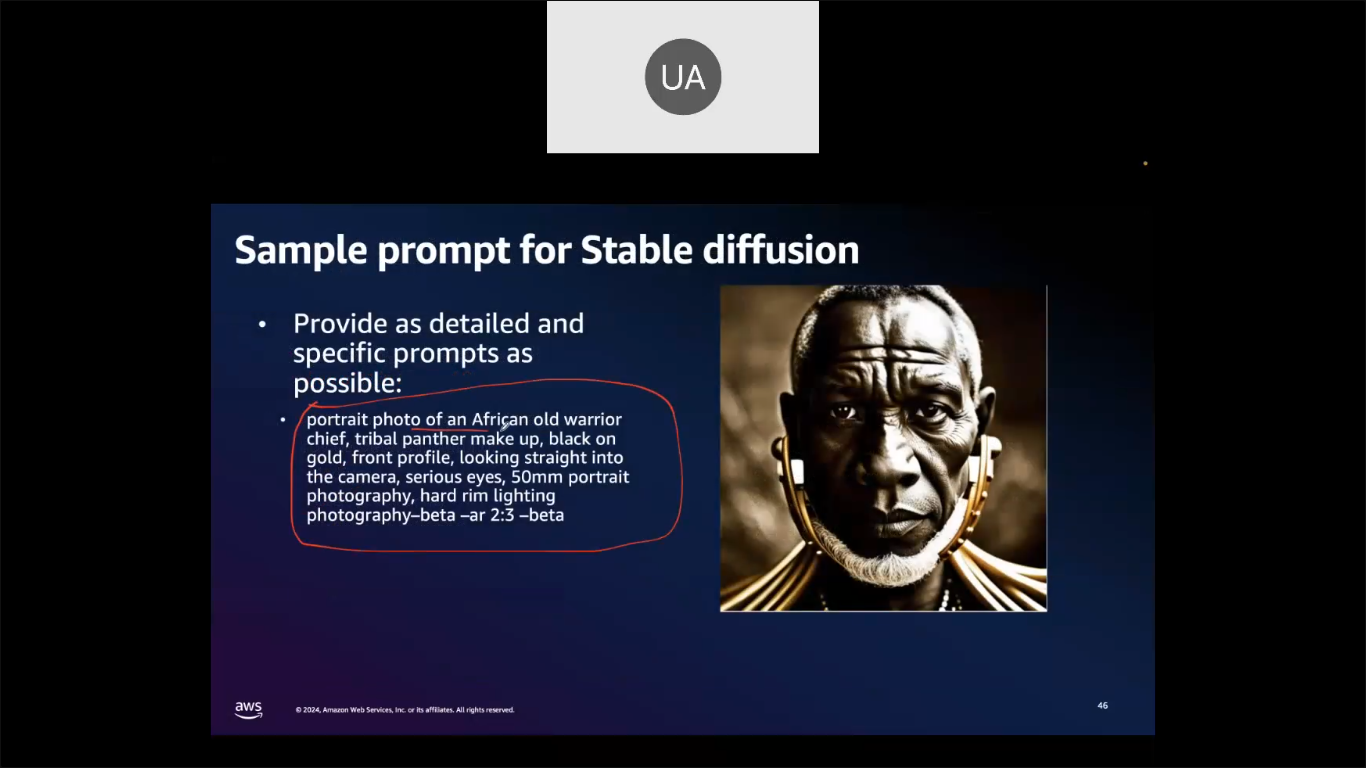 UA
Sample prompt for Stable diffusion
• Provide as detailed and
specific prompts as
possible:
• portrait photo of an African old warrior
chief, tribal panther make up, black on
gold, front profile, looking straight into
the camera, serious eyes, 50mm portrait
photography, hard rim lighting
photography–beta –ar 2:3 –beta
aws
© 2024, Amazon Web Services, Inc. or its affiliates. All rights reserved.
46